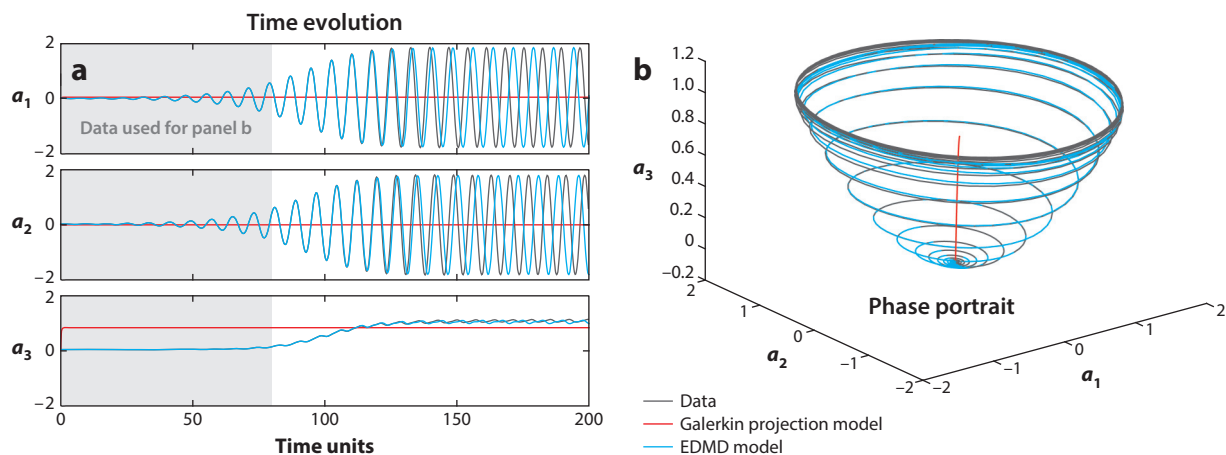 Time evolution
a
2
a1
0
−2
Data used for panel b
2
a2
0
−2
2
a3
0
−2
0
50
100
150
200
Time units
b
1.2
1.0
0.8
0.6
a3
0.4
0.2
0
−0.2
2
1
0
−1
−2
a2
Phase portrait
−2
−1
0
1
2
a1
Data
Galerkin projection model
EDMD model